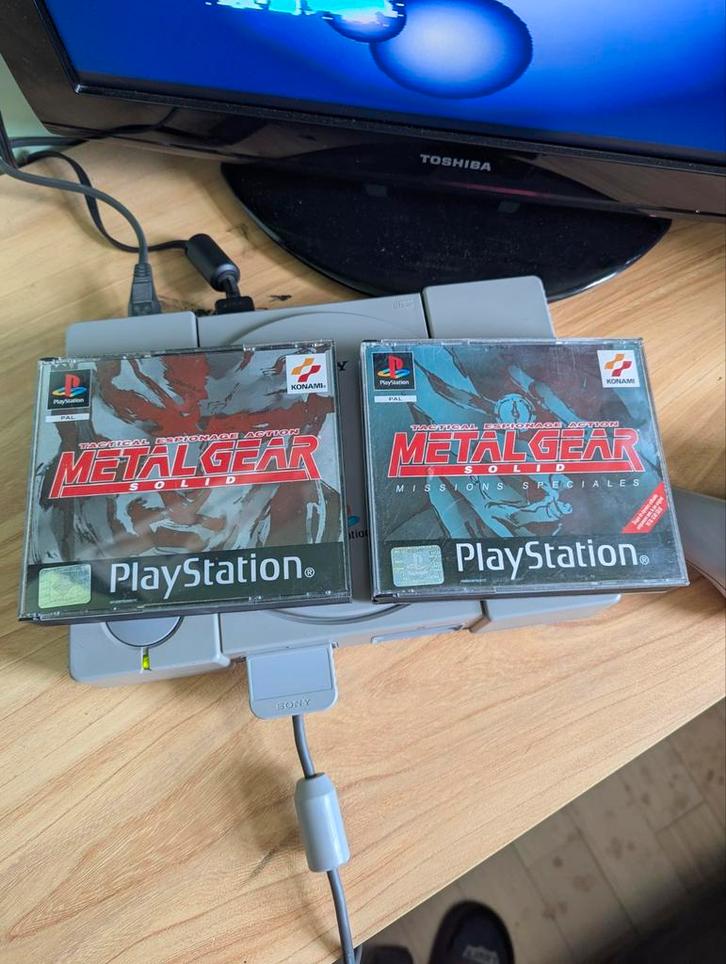 TOSHIBA
PlayStation
PAL
KONAMI®
TACTICAL ESPIONAGE ACTION
METAL GEAR
SOLID
PlayStation®
PlayStation
PAL
KONAMI
TACTICAL ESPIONAGE ACTION
METAL GEAR
SOLID
MISSIONS SPECIALES
PlayStation®
SONY